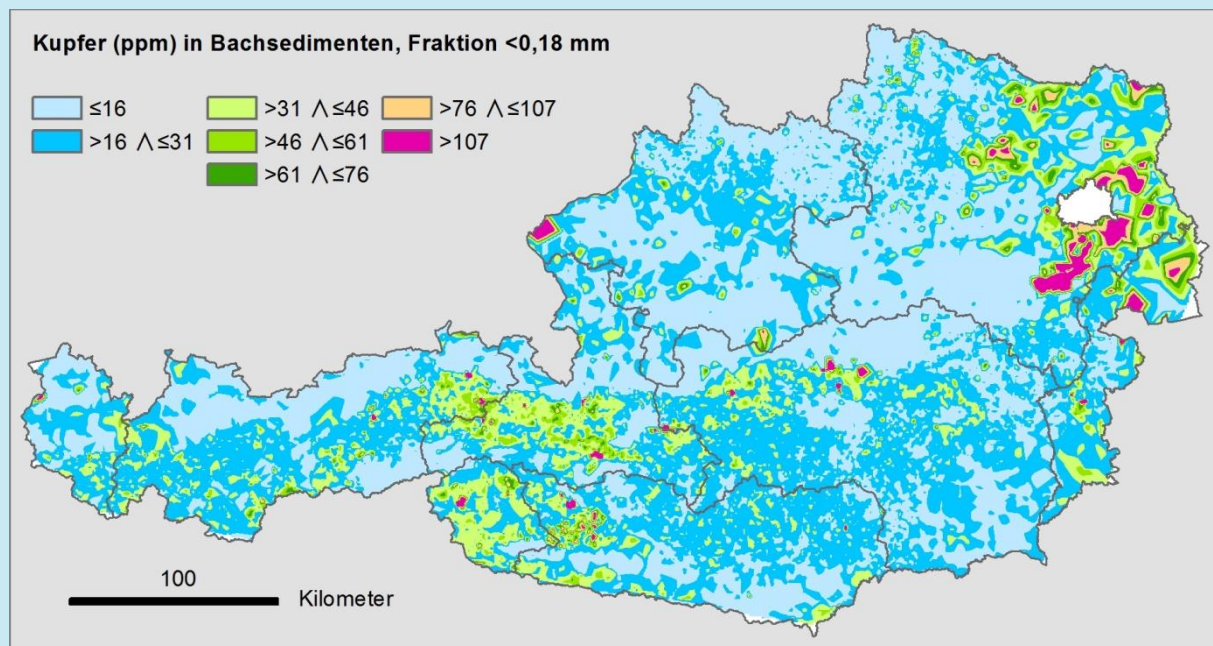 Kupfer (ppm) in Bachsedimenten, Fraktion <0,18 mm
≤16
>31 ⋀ ≤46
>76 ⋀ ≤107
>16 ⋀ ≤31
>46 ⋀ ≤61
>107
>61 ⋀ ≤76
100
Kilometer